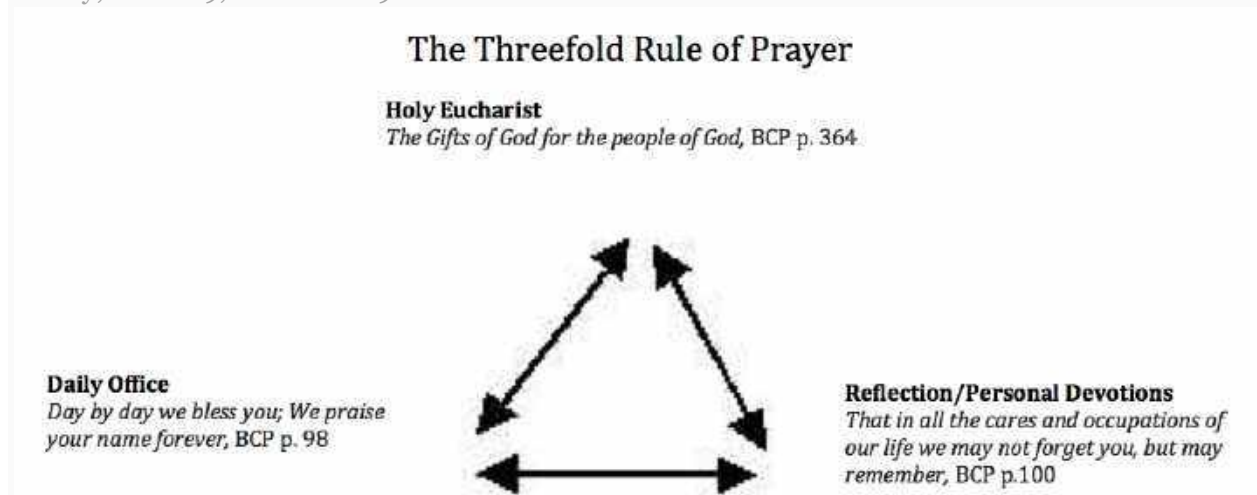 The Threefold Rule of Prayer
Holy Eucharist
The Gifts of God for the people of God, BCP p. 364
Daily Office
Day by day we bless you; We praise
your name forever, BCP p. 98
Reflection/Personal Devotions
That in all the cares and occupations of
our life we may not forget you, but may
remember, BCP p.100